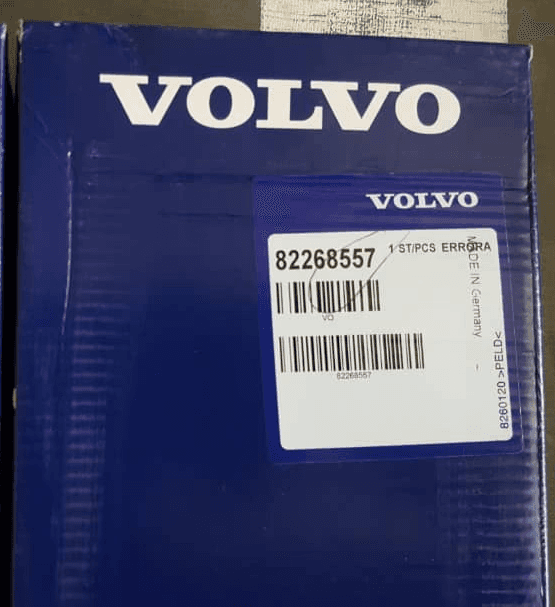 VOLVO
VOLVO
82268557 1 ST/PCS ERRORA
VO
82268557
MADE IN Germany
8260120 >PELD<